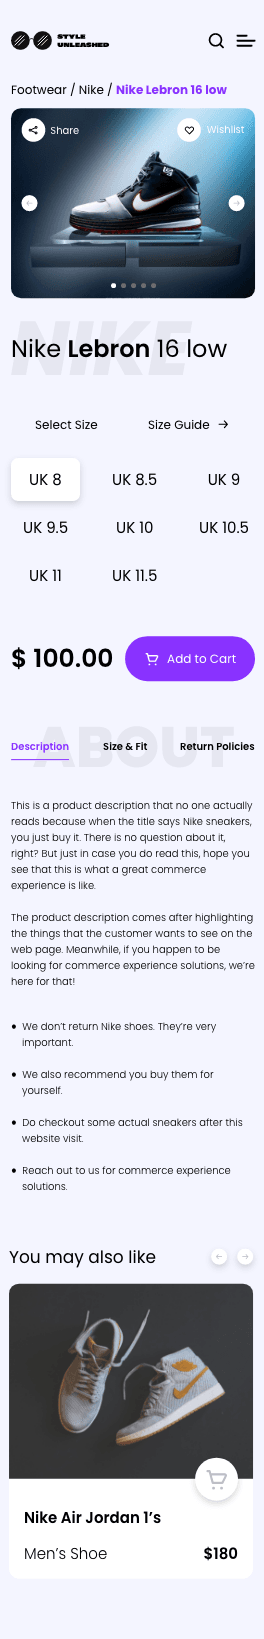 STYLE
UNLEASHED
Footwear / Nike / Nike Lebron 16 low
Share
Wishlist
NIKE
Nike Lebron 16 low
Select Size
Size Guide →
UK 8 UK 8.5 UK 9
UK 9.5 UK 10 UK 10.5
UK 11 UK 11.5
$ 100.00
Add to Cart
ABOUT
Description Size & Fit Return Policies
This is a product description that no one actually
reads because when the title says Nike sneakers,
you just buy it. There is no question about it,
right? But just in case you do read this, hope you
see that this is what a great commerce
experience is like.
The product description comes after highlighting
the things that the customer wants to see on the
web page. Meanwhile, if you happen to be
looking for commerce experience solutions, we're
here for that!
• We don't return Nike shoes. They're very
important.
• We also recommend you buy them for
yourself.
• Do checkout some actual sneakers after this
website visit.
• Reach out to us for commerce experience
solutions.
You may also like
Nike Air Jordan 1's
Men's Shoe $180